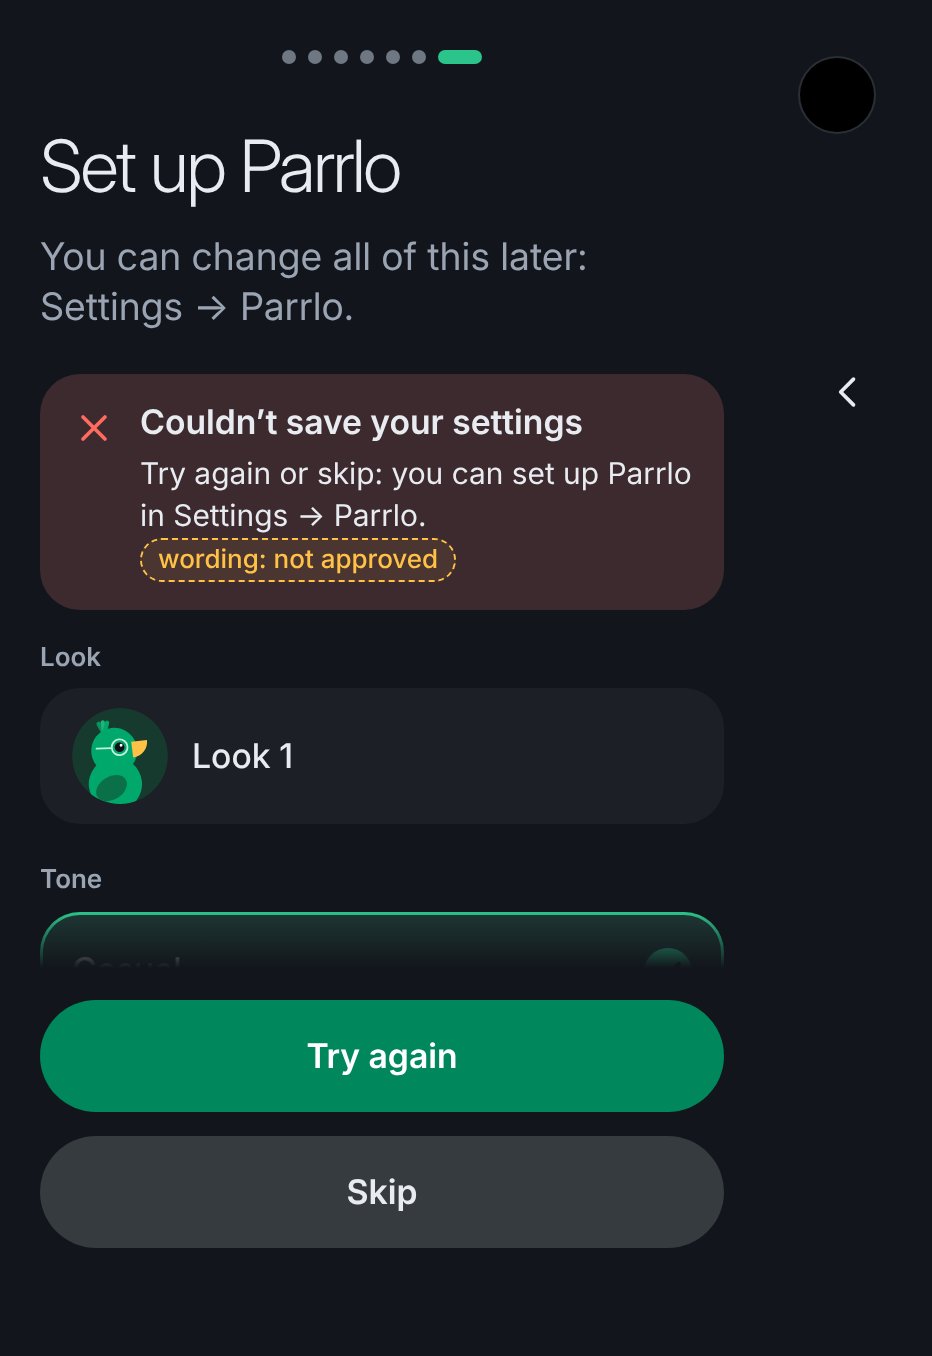 Set up Parrlo
You can change all of this later:
Settings → Parrlo.
Couldn’t save your settings
Try again or skip: you can set up Parrlo
in Settings → Parrlo.
wording: not approved
Look
Look 1
Tone
Try again
Skip